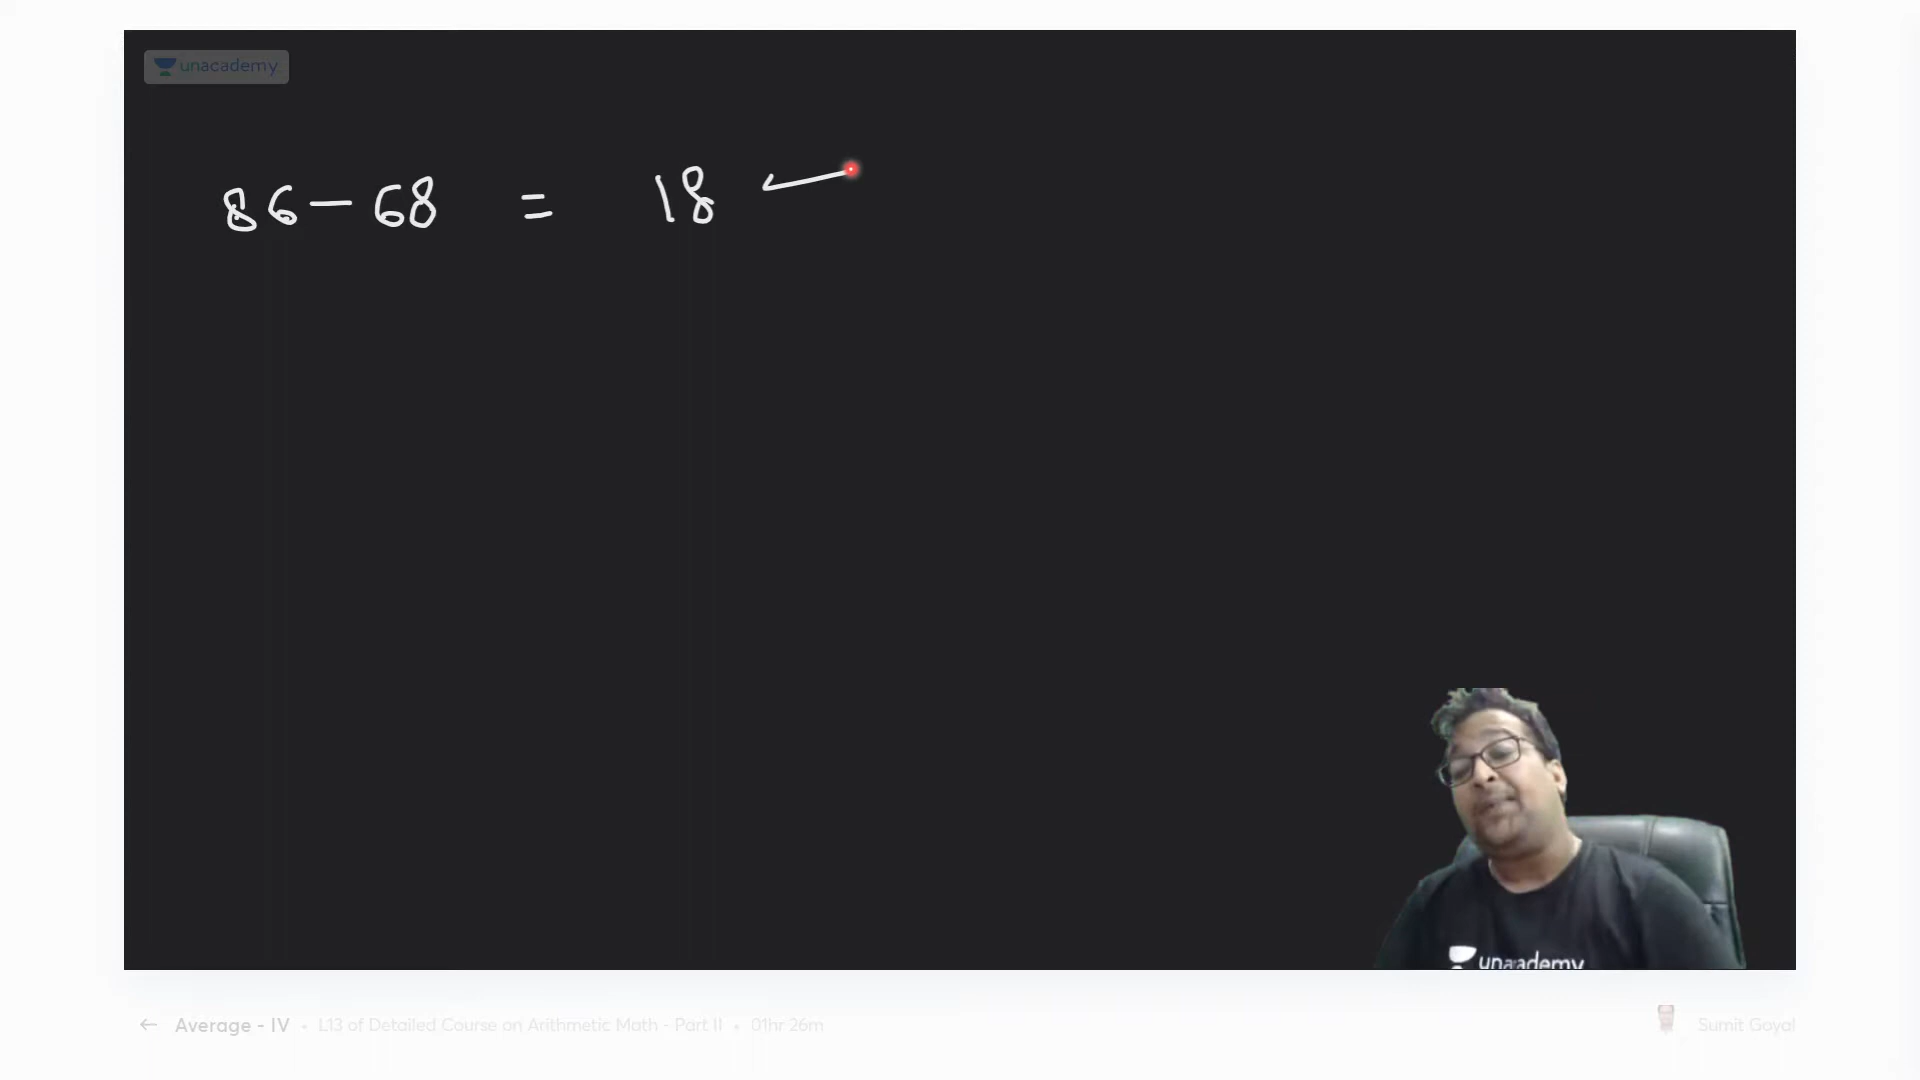 unacademy
86 - 68 = 18 ←
unacademy
← Average - IV • L13 of Detailed Course on Arithmetic Math - Part II • 01hr 26m
Sumit Goyal